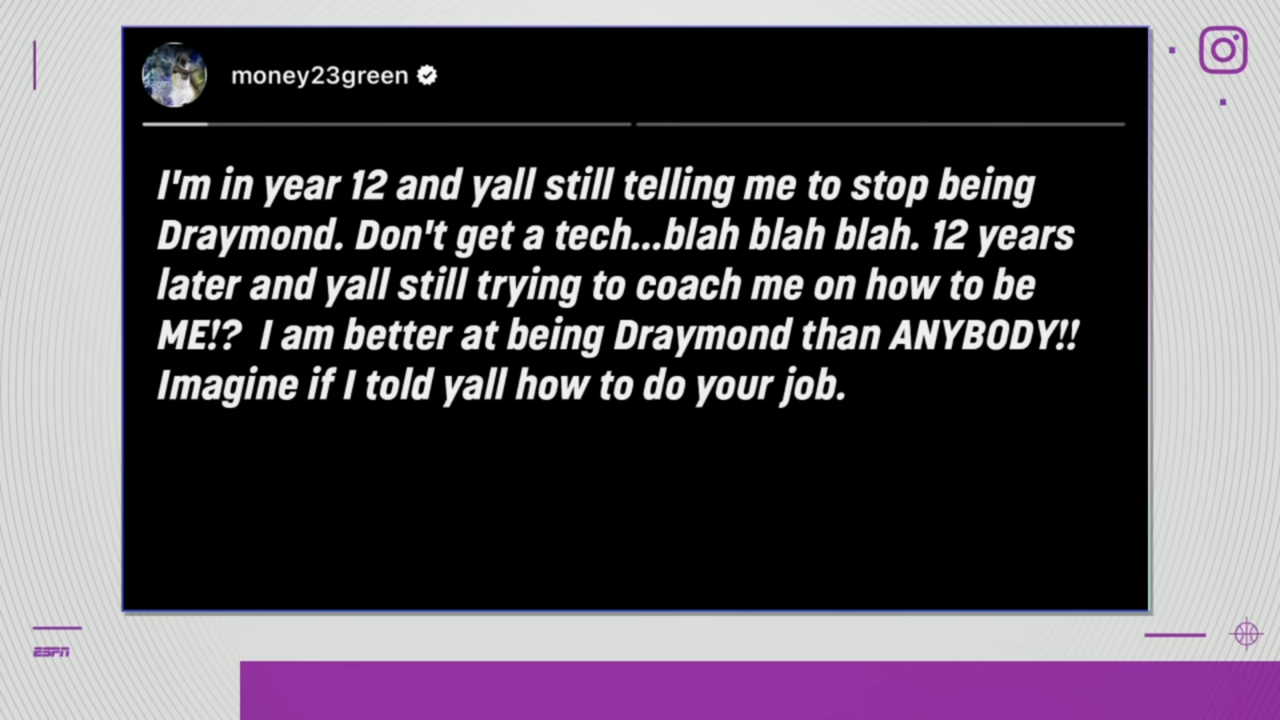 money23green
I'm in year 12 and yall still telling me to stop being
Draymond. Don't get a tech...blah blah blah. 12 years
later and yall still trying to coach me on how to be
ME!?  I am better at being Draymond than ANYBODY!!
Imagine if I told yall how to do your job.
ESPN